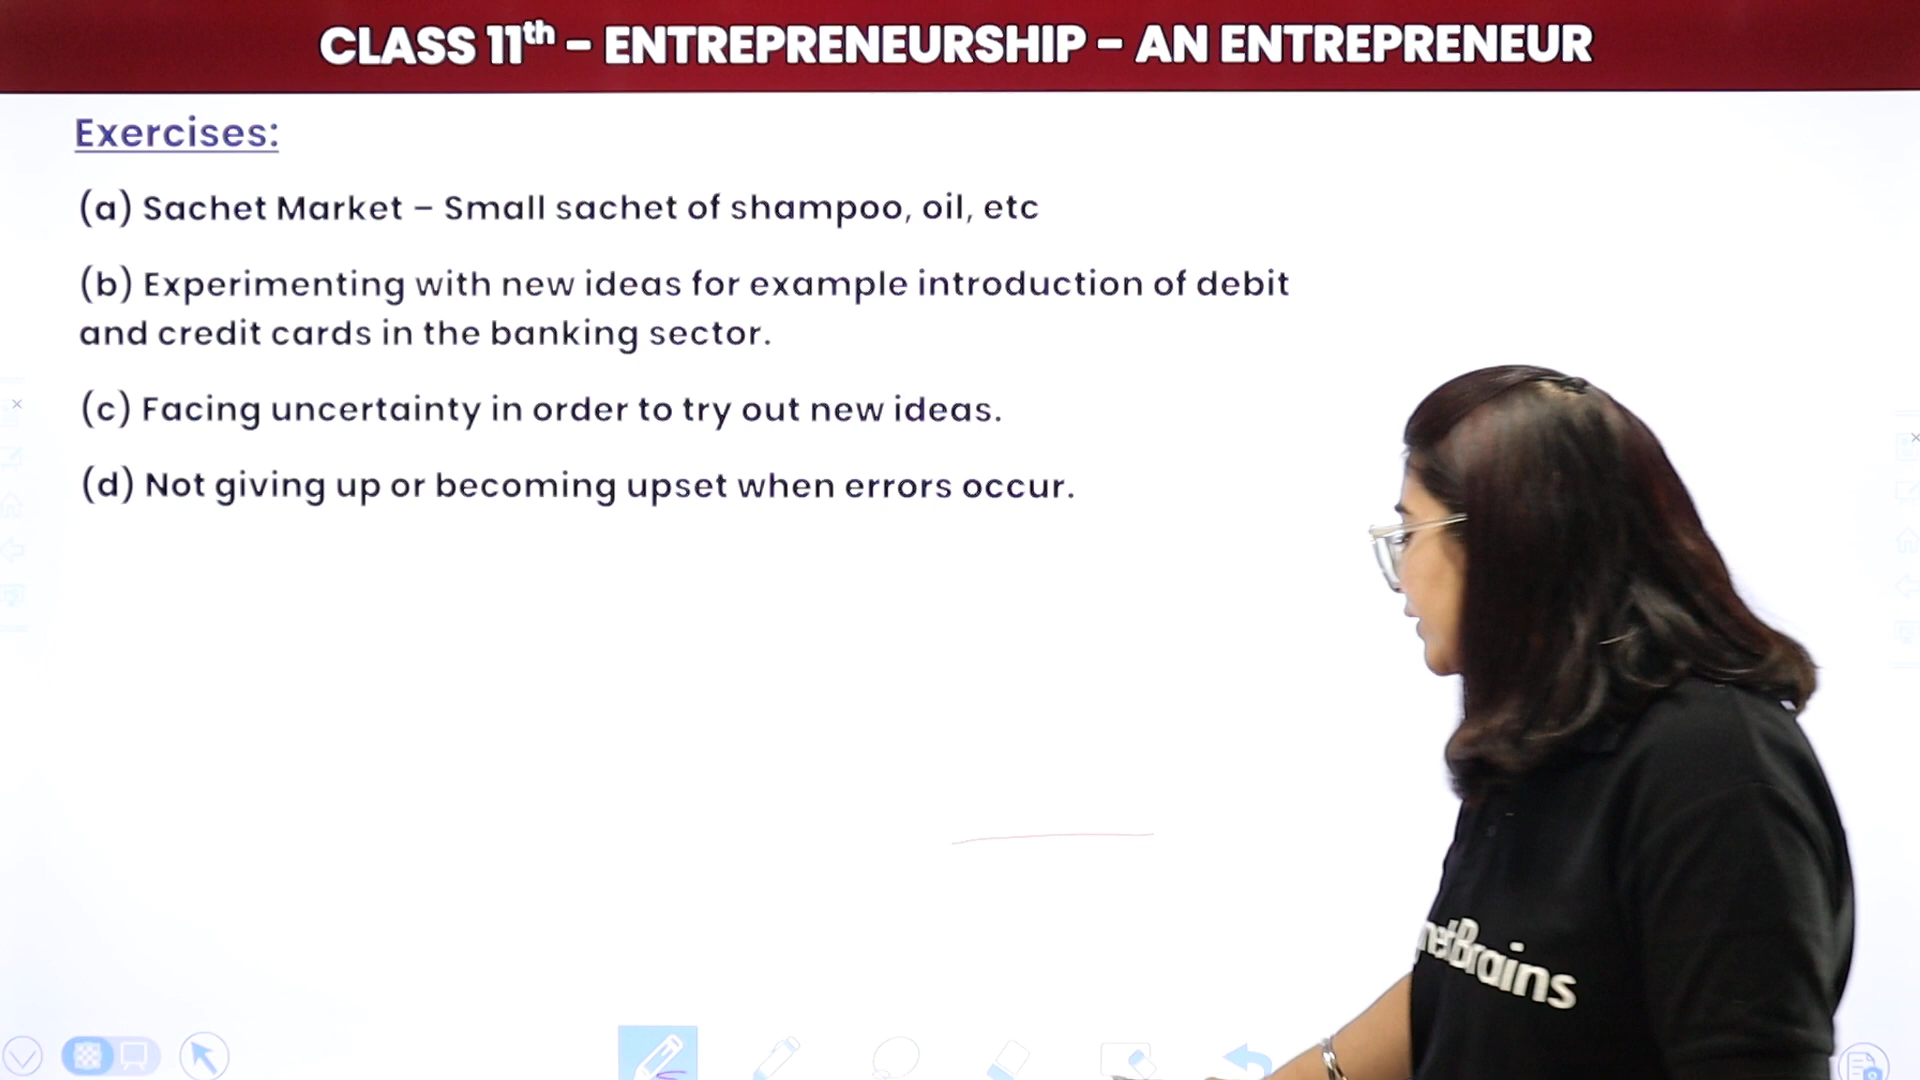 CLASS 11th – ENTREPRENEURSHIP – AN ENTREPRENEUR
Exercises:
(a) Sachet Market – Small sachet of shampoo, oil, etc
(b) Experimenting with new ideas for example introduction of debit
and credit cards in the banking sector.
(c) Facing uncertainty in order to try out new ideas.
(d) Not giving up or becoming upset when errors occur.
netBrains